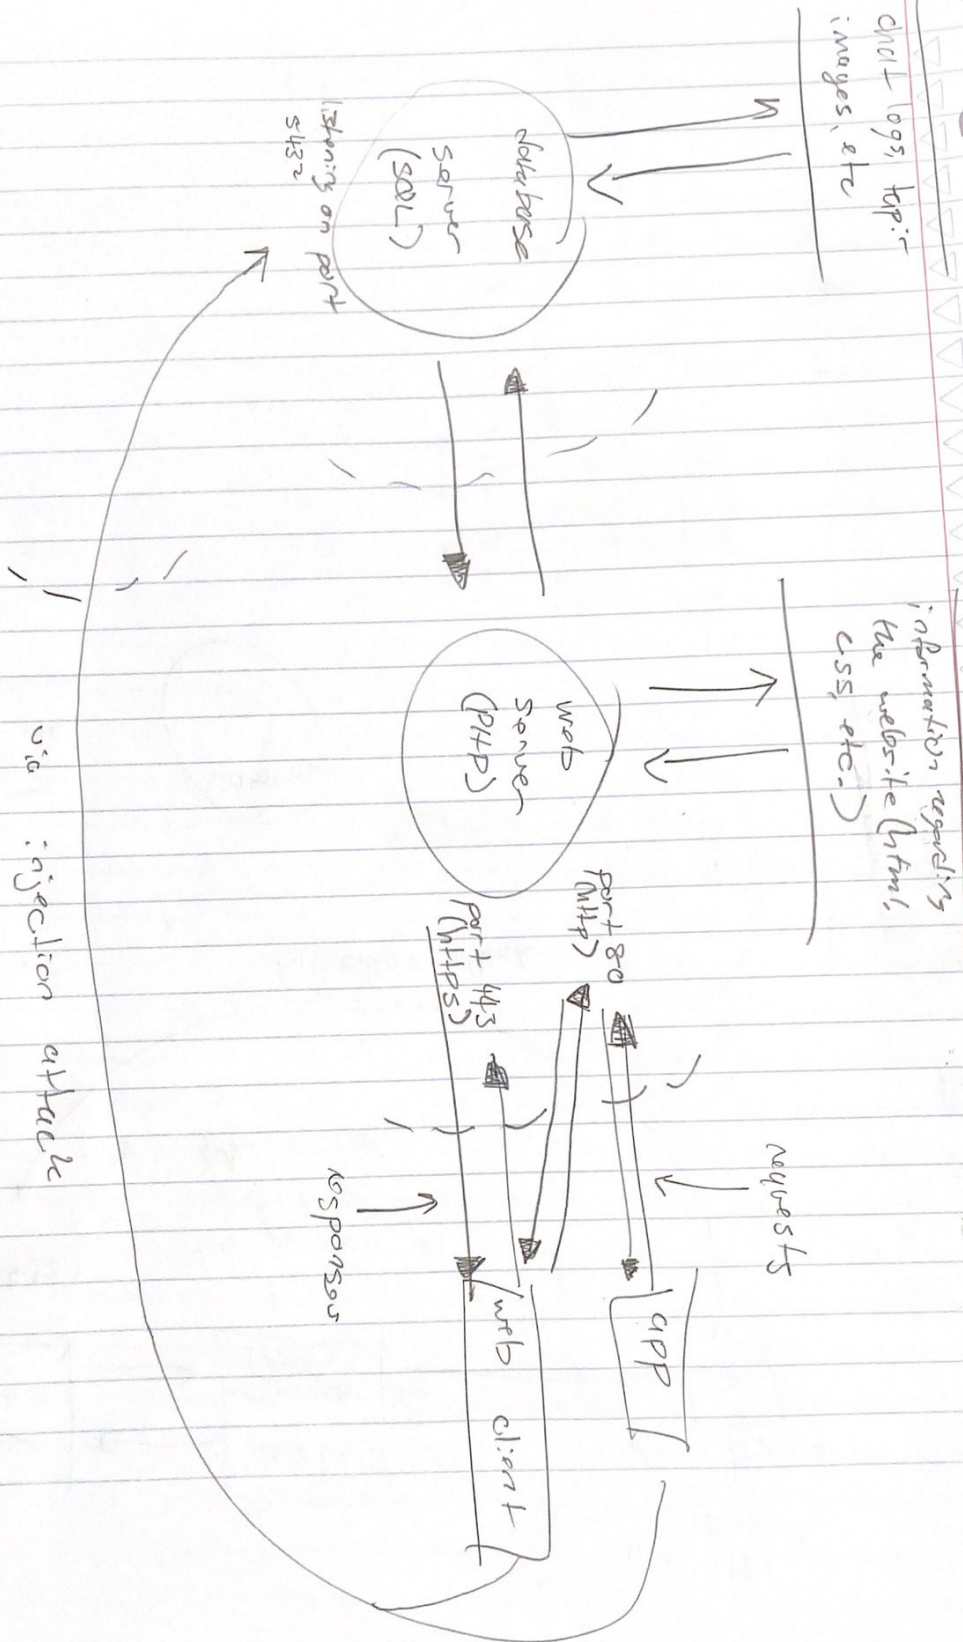 chat logs, topic
images, etc
database
server
(SQL)
listening on port
5432
information regarding
the website (html,
css, etc.)
web
server
(PHP)
port 80
(http)
port 443
(https)
requests
responses
app
web client
via injection attack